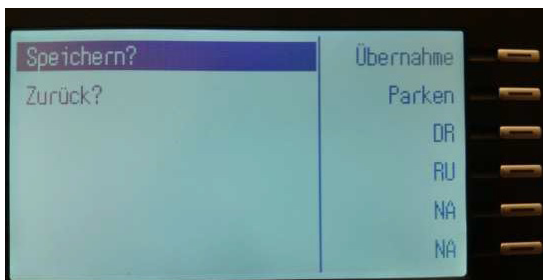 Speichern?
Zurück?
Übernahme
Parken
DR
RU
NA
NA